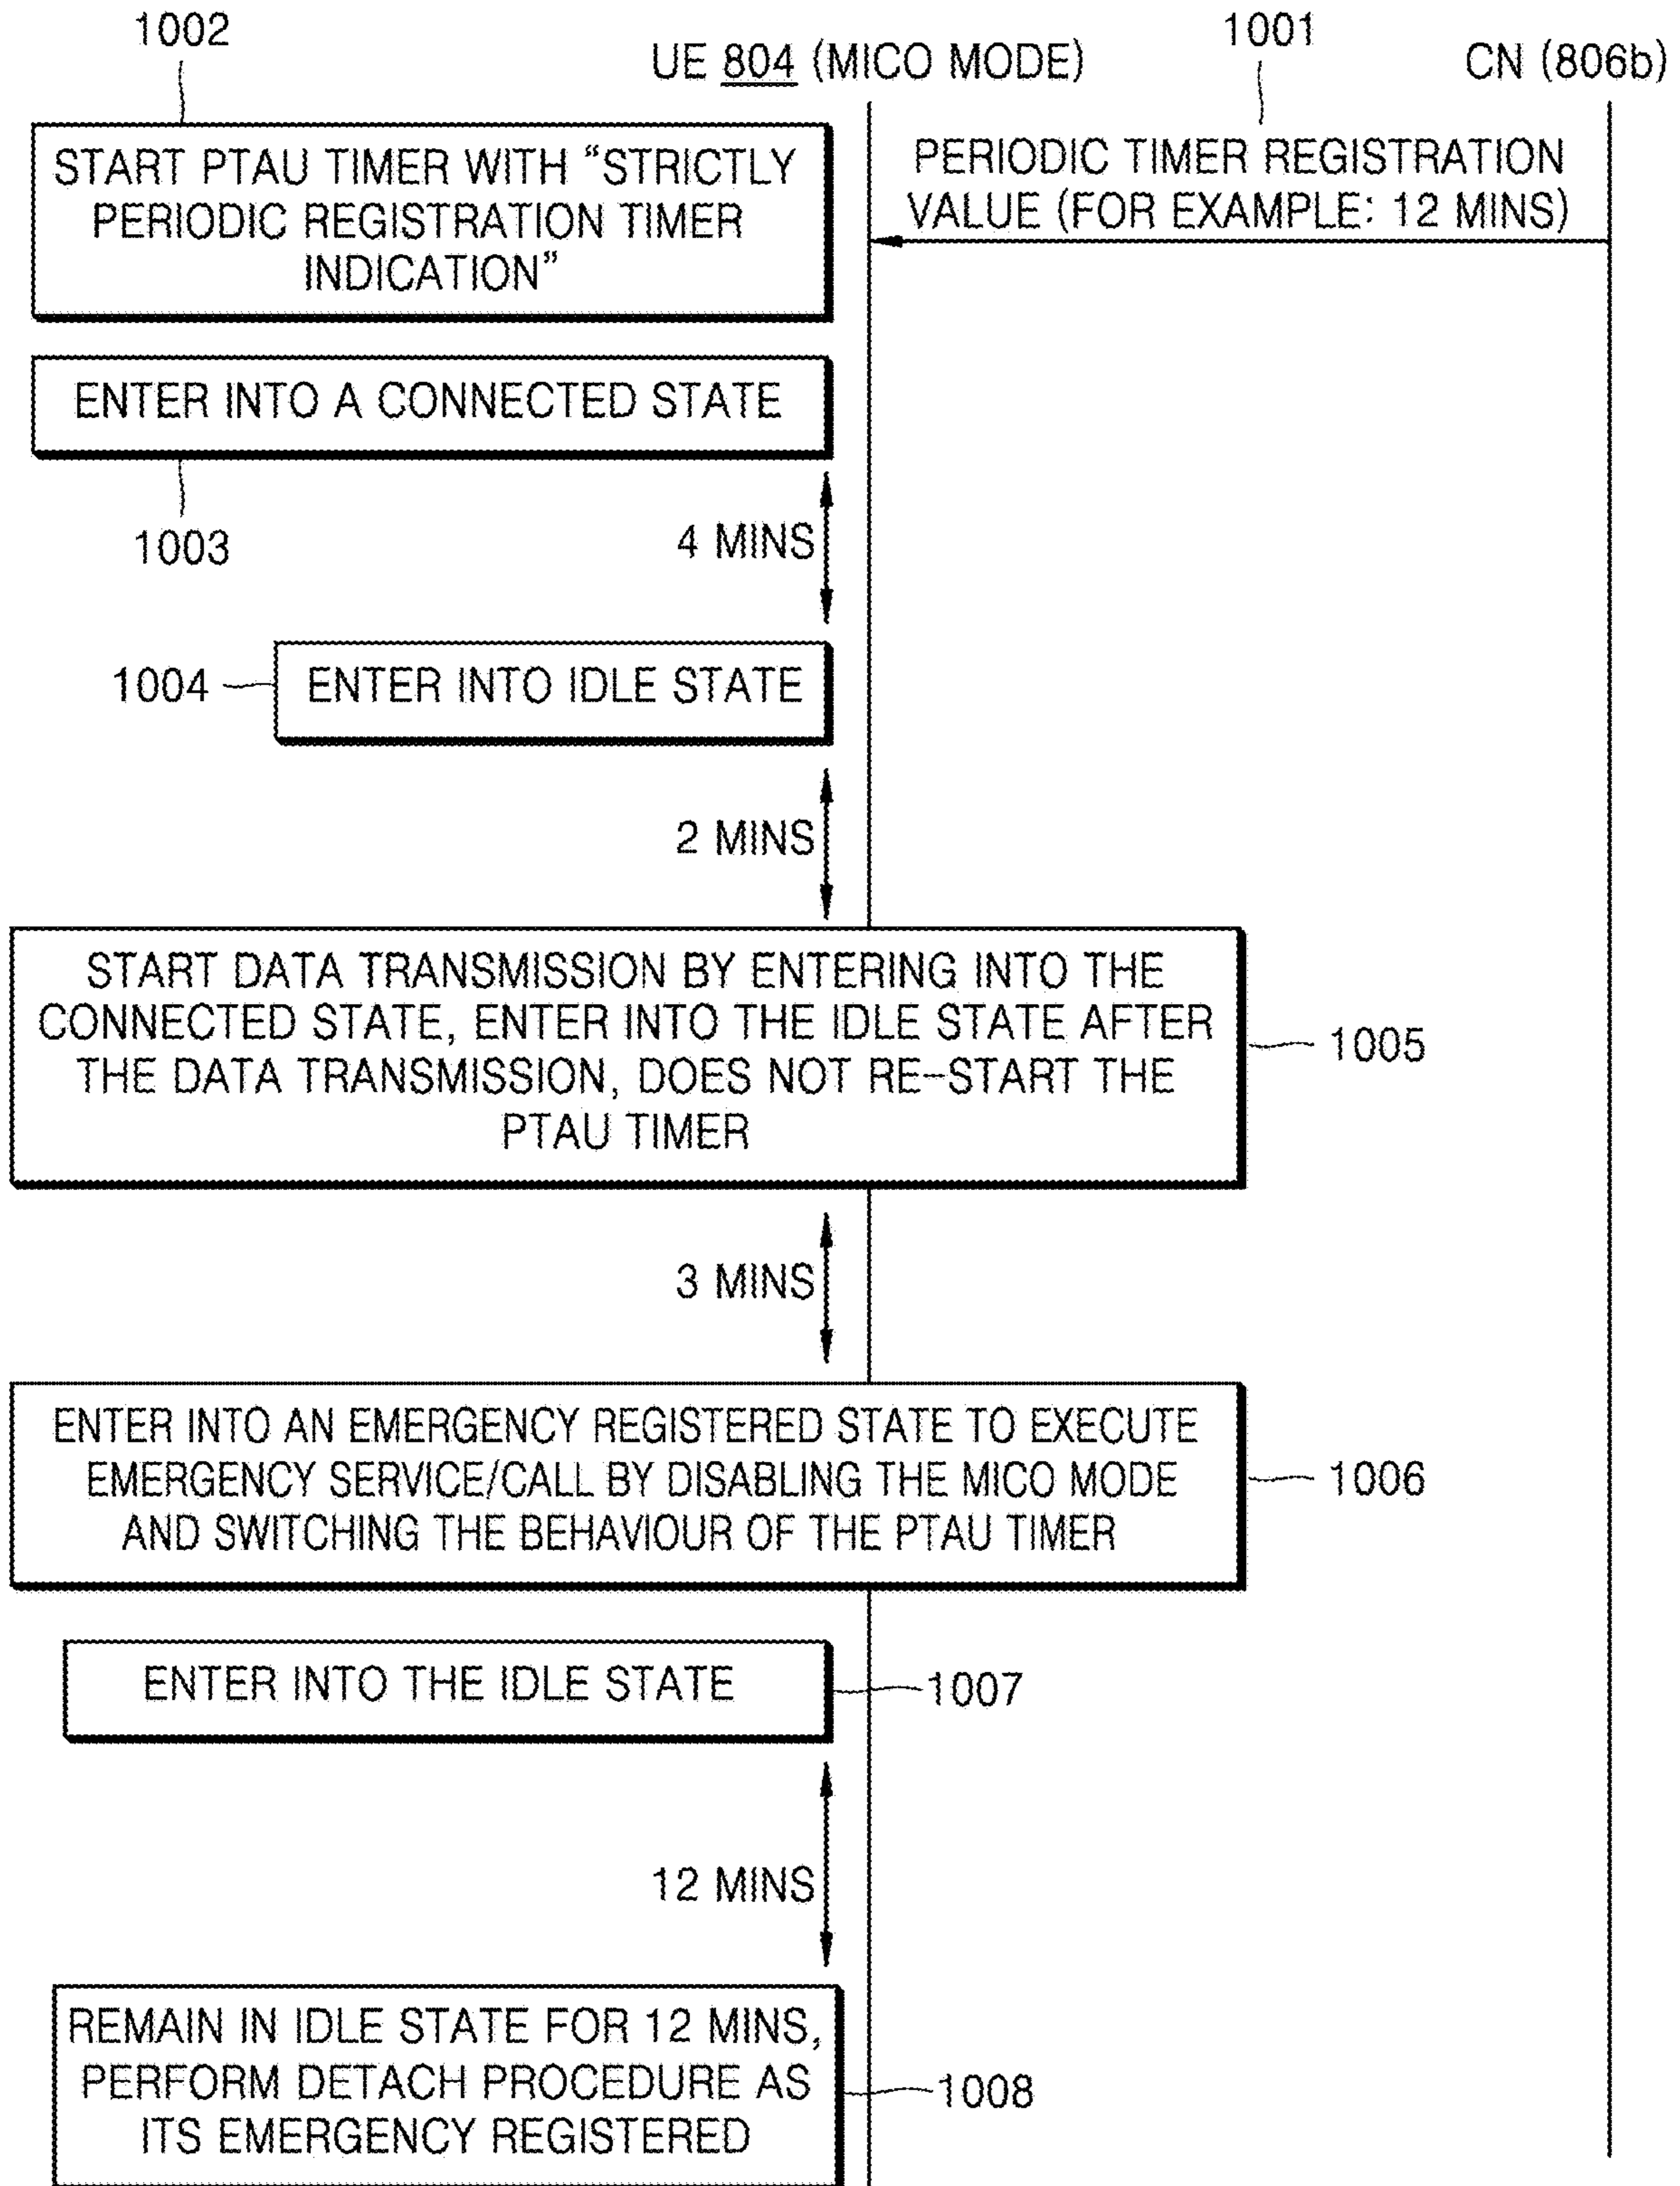 1002
UE 804 (MICO MODE)
1001
CN (806b)
START PTAU TIMER WITH “STRICTLY
PERIODIC REGISTRATION TIMER
INDICATION”
PERIODIC TIMER REGISTRATION
VALUE (FOR EXAMPLE: 12 MINS)
ENTER INTO A CONNECTED STATE
1003
4 MINS
1004
ENTER INTO IDLE STATE
2 MINS
START DATA TRANSMISSION BY ENTERING INTO THE
CONNECTED STATE, ENTER INTO THE IDLE STATE AFTER
THE DATA TRANSMISSION, DOES NOT RE-START THE
PTAU TIMER
1005
3 MINS
ENTER INTO AN EMERGENCY REGISTERED STATE TO EXECUTE
EMERGENCY SERVICE/CALL BY DISABLING THE MICO MODE
AND SWITCHING THE BEHAVIOUR OF THE PTAU TIMER
1006
ENTER INTO THE IDLE STATE
1007
12 MINS
REMAIN IN IDLE STATE FOR 12 MINS,
PERFORM DETACH PROCEDURE AS
ITS EMERGENCY REGISTERED
1008